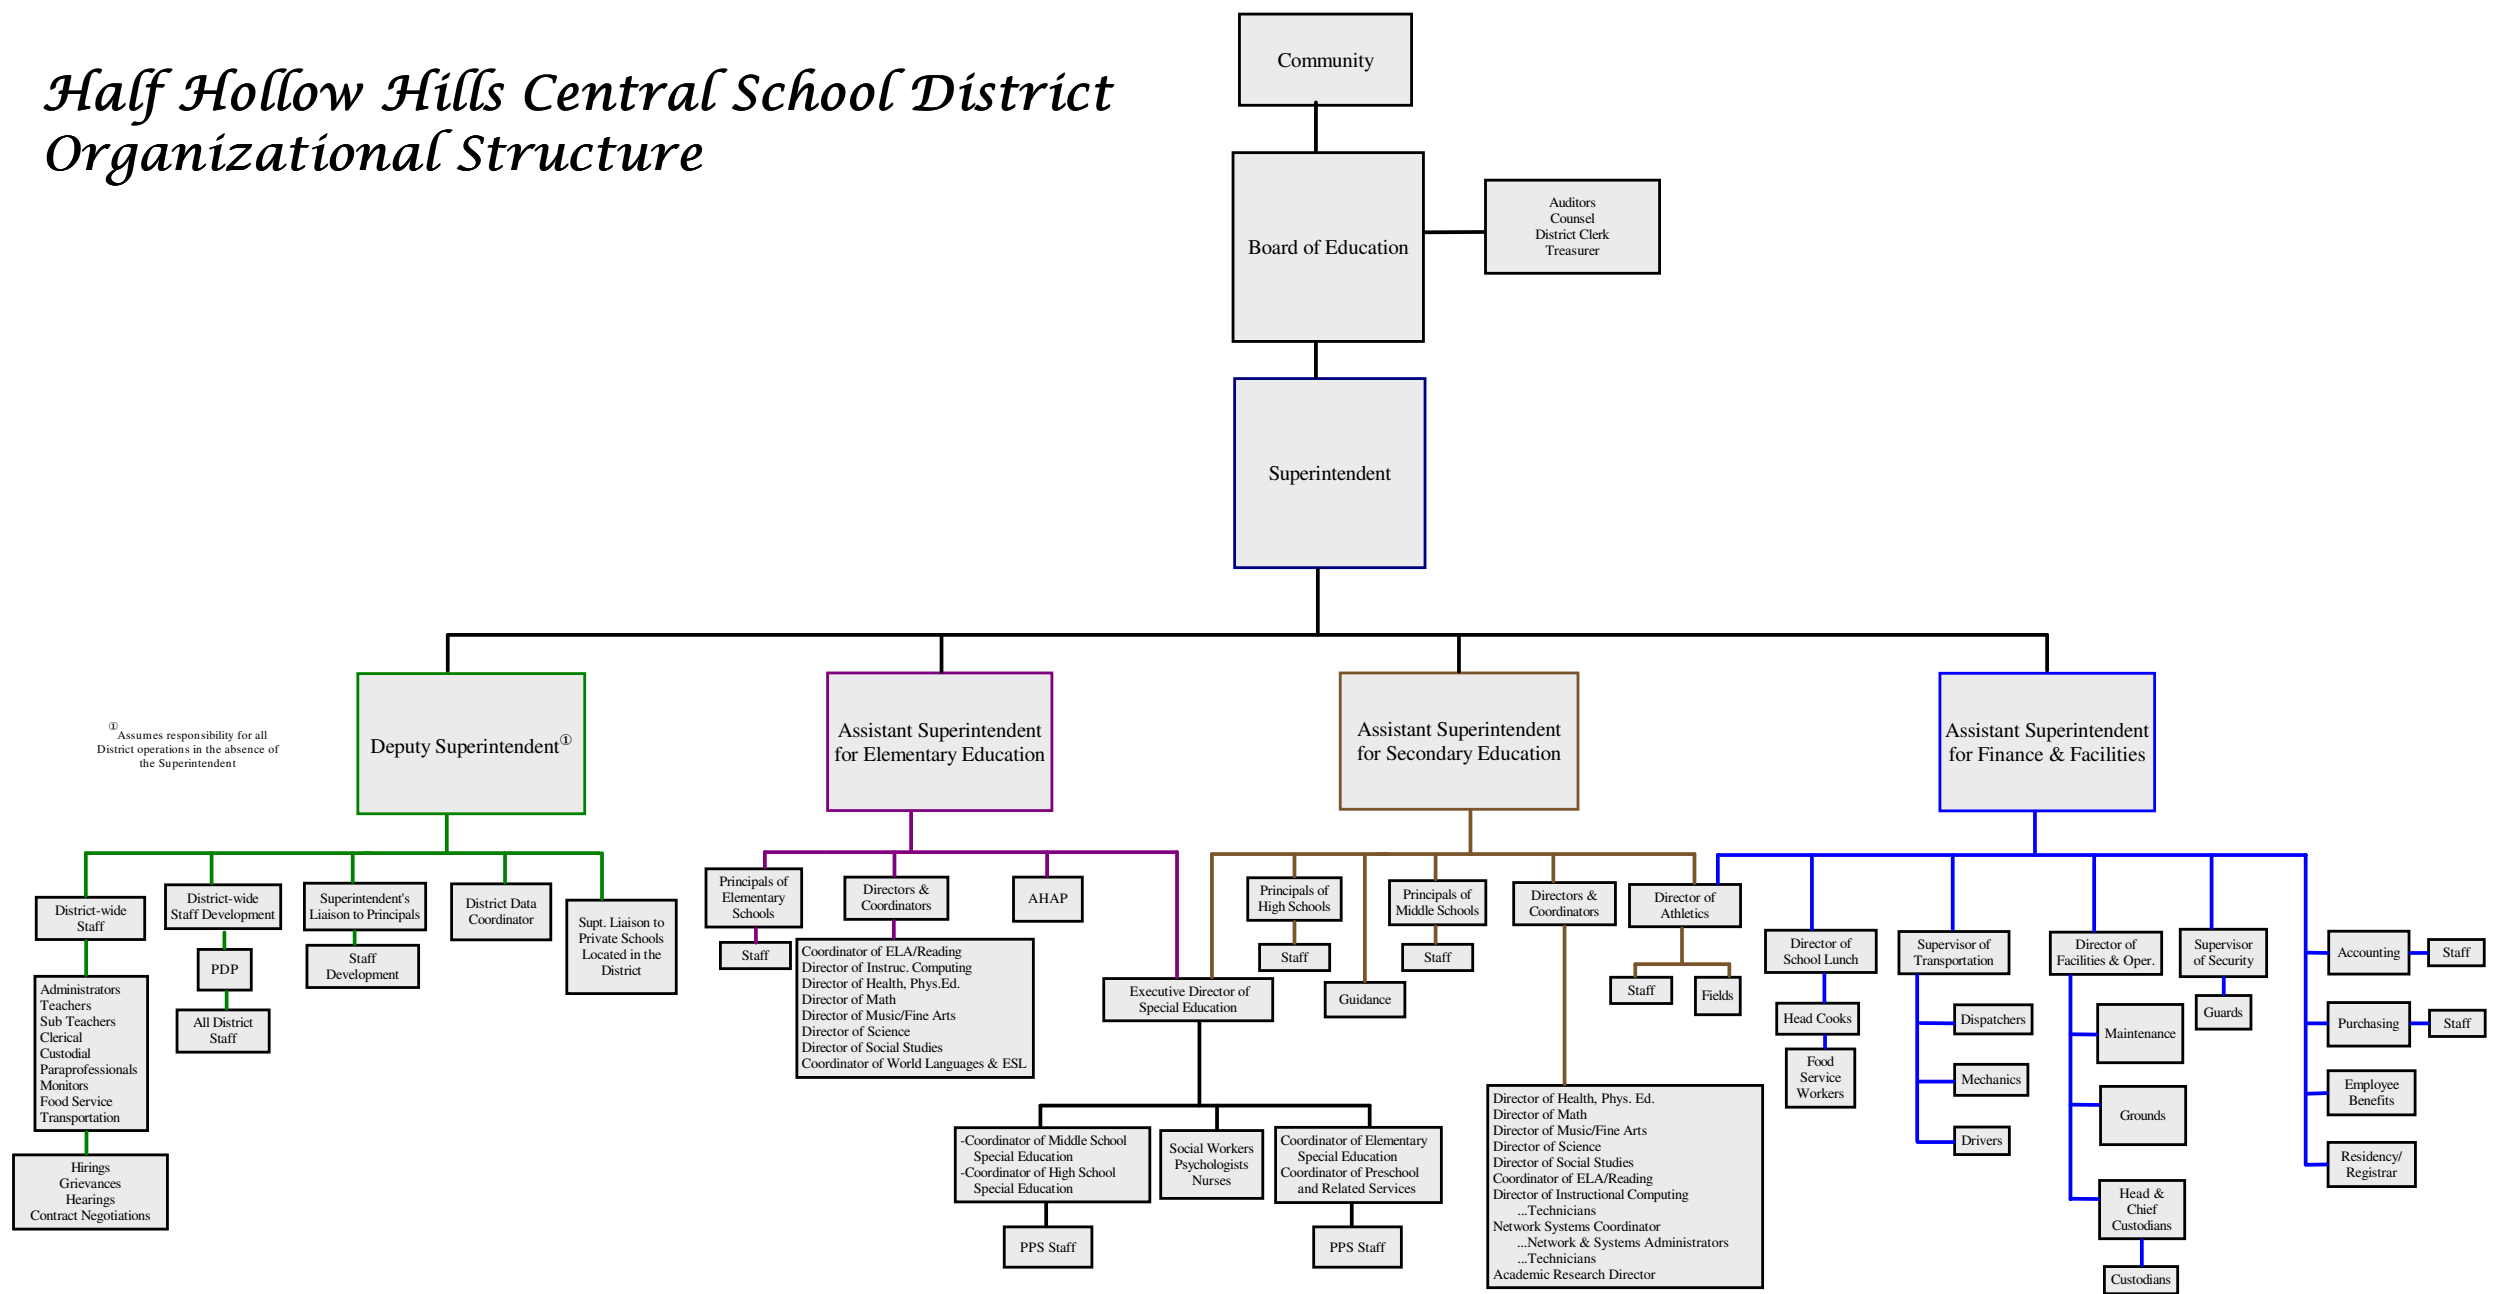 Half Hollow Hills Central School District
Organizational Structure
Community
Board of Education
Auditors
Counsel
District Clerk
Treasurer
Superintendent
①Assumes responsibility for all
District operations in the absence of
the Superintendent
Deputy Superintendent①
Assistant Superintendent
for Elementary Education
Assistant Superintendent
for Secondary Education
Assistant Superintendent
for Finance & Facilities
District-wide
Staff
Administrators
Teachers
Sub Teachers
Clerical
Custodial
Paraprofessionals
Monitors
Food Service
Transportation
Hirings
Grievances
Hearings
Contract Negotiations
District-wide
Staff Development
PDP
All District
Staff
Superintendent's
Liaison to Principals
Staff
Development
District Data
Coordinator
Supt. Liaison to
Private Schools
Located in the
District
Principals of
Elementary
Schools
Staff
Directors &
Coordinators
Coordinator of ELA/Reading
Director of Instruc. Computing
Director of Health, Phys.Ed.
Director of Math
Director of Music/Fine Arts
Director of Science
Director of Social Studies
Coordinator of World Languages & ESL
AHAP
Executive Director of
Special Education
-Coordinator of Middle School
Special Education
-Coordinator of High School
Special Education
PPS Staff
Social Workers
Psychologists
Nurses
Coordinator of Elementary
Special Education
Coordinator of Preschool
and Related Services
PPS Staff
Principals of
High Schools
Staff
Guidance
Principals of
Middle Schools
Staff
Directors &
Coordinators
Director of Health, Phys. Ed.
Director of Math
Director of Music/Fine Arts
Director of Science
Director of Social Studies
Coordinator of ELA/Reading
Director of Instructional Computing
...Technicians
Network Systems Coordinator
...Network & Systems Administrators
...Technicians
Academic Research Director
Director of
Athletics
Staff
Fields
Director of
School Lunch
Head Cooks
Food
Service
Workers
Supervisor of
Transportation
Dispatchers
Mechanics
Drivers
Director of
Facilities & Oper.
Maintenance
Grounds
Head &
Chief
Custodians
Custodians
Supervisor
of Security
Guards
Accounting
Staff
Purchasing
Staff
Employee
Benefits
Residency/
Registrar